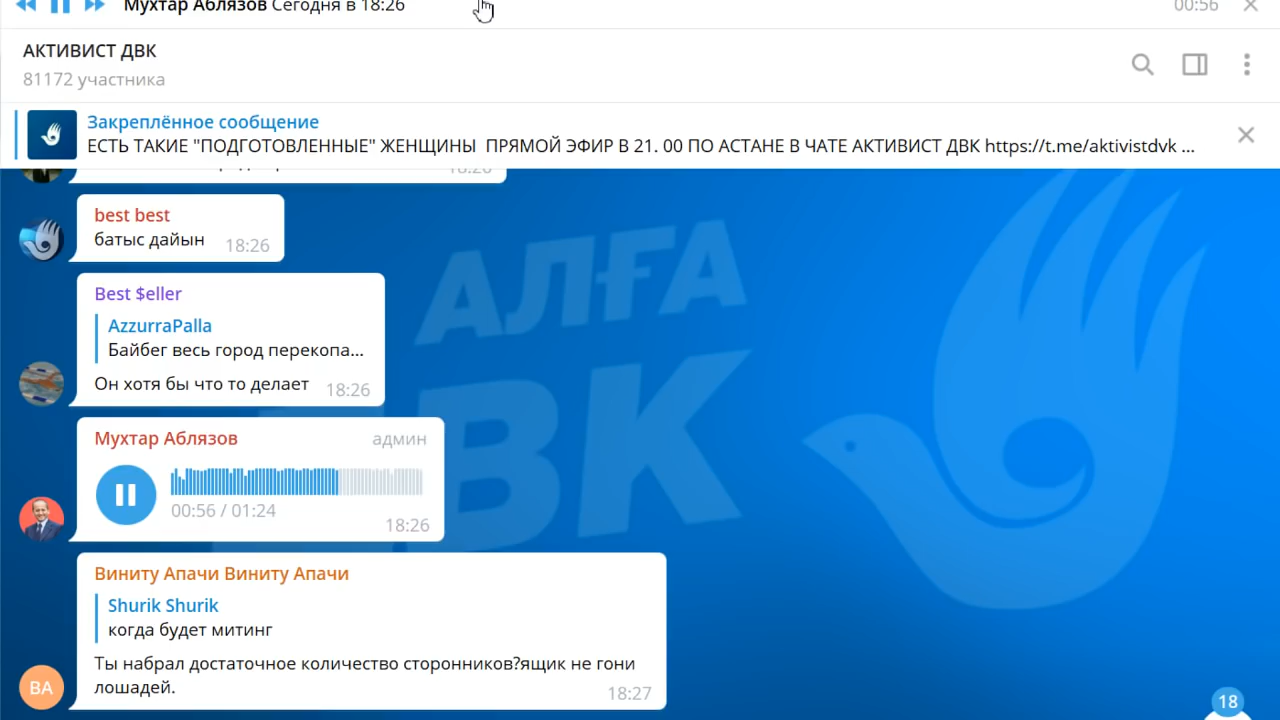 Мухтар Аблязов Сегодня в 18:26
00:56
АКТИВИСТ ДВК
81172 участника
Закреплённое сообщение
ЕСТЬ ТАКИЕ "ПОДГОТОВЛЕННЫЕ" ЖЕНЩИНЫ ПРЯМОЙ ЭФИР В 21. 00 ПО АСТАНЕ В ЧАТЕ АКТИВИСТ ДВК https://t.me/aktivistdvk ...
best best
батыс дайын 18:26
Best $eller
AzzurraPalla
Байбег весь город перекопа...
Он хотя бы что то делает 18:26
Мухтар Аблязов админ
00:56 / 01:24
18:26
Виниту Апачи Виниту Апачи
Shurik Shurik
когда будет митинг
Ты набрал достаточное количество сторонников?ящик не гони
лошадей.
18:27
ВА
18
АЛҒА
ДВК